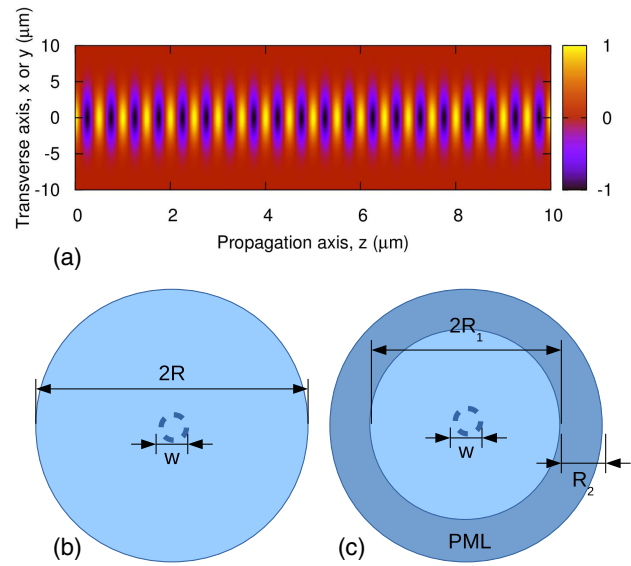 Transverse axis, x or y (μm)
10
5
0
-5
-10
0
2
4
6
8
10
Propagation axis, z (μm)
1
0
-1
(a)
2R
w
(b)
2R1
w
R2
PML
(c)